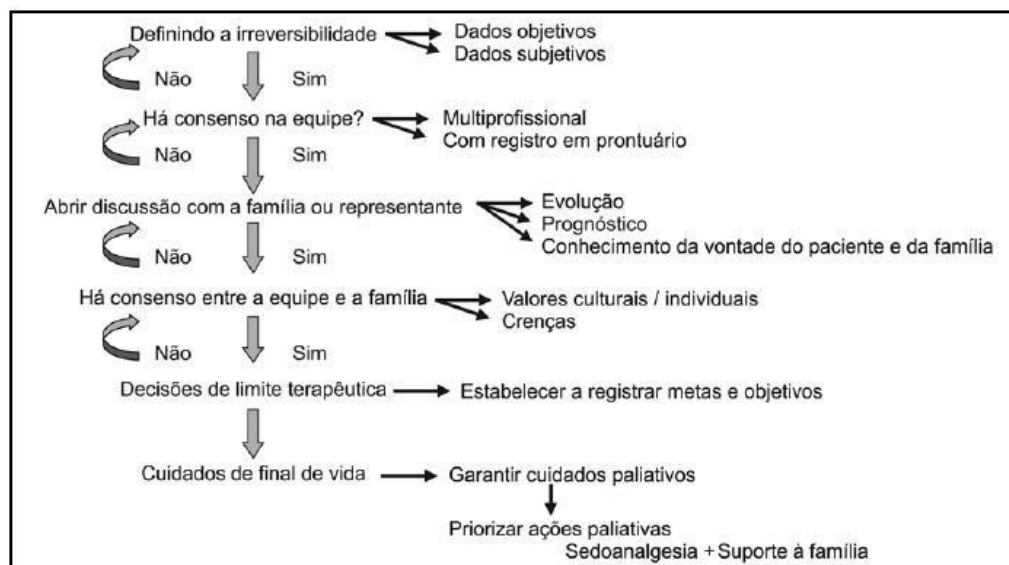 Definindo a irreversibilidade
Dados objetivos
Dados subjetivos
Não
Sim
Há consenso na equipe?
Multiprofissional
Com registro em prontuário
Não
Sim
Abrir discussão com a família ou representante
Evolução
Prognóstico
Conhecimento da vontade do paciente e da família
Não
Sim
Há consenso entre a equipe e a família
Valores culturais / individuais
Crenças
Não
Sim
Decisões de limite terapêutica
Estabelecer a registrar metas e objetivos
Cuidados de final de vida
Garantir cuidados paliativos
Priorizar ações paliativas
Sedoanalgesia + Suporte à família